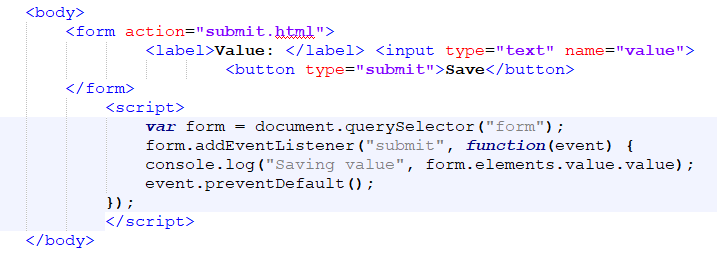 <body>
<form action="submit.html">
<label>Value: </label> <input type="text" name="value">
<button type="submit">Save</button>
</form>
<script>
var form = document.querySelector("form");
form.addEventListener("submit", function(event) {
console.log("Saving value", form.elements.value.value);
event.preventDefault();
});
</script>
</body>